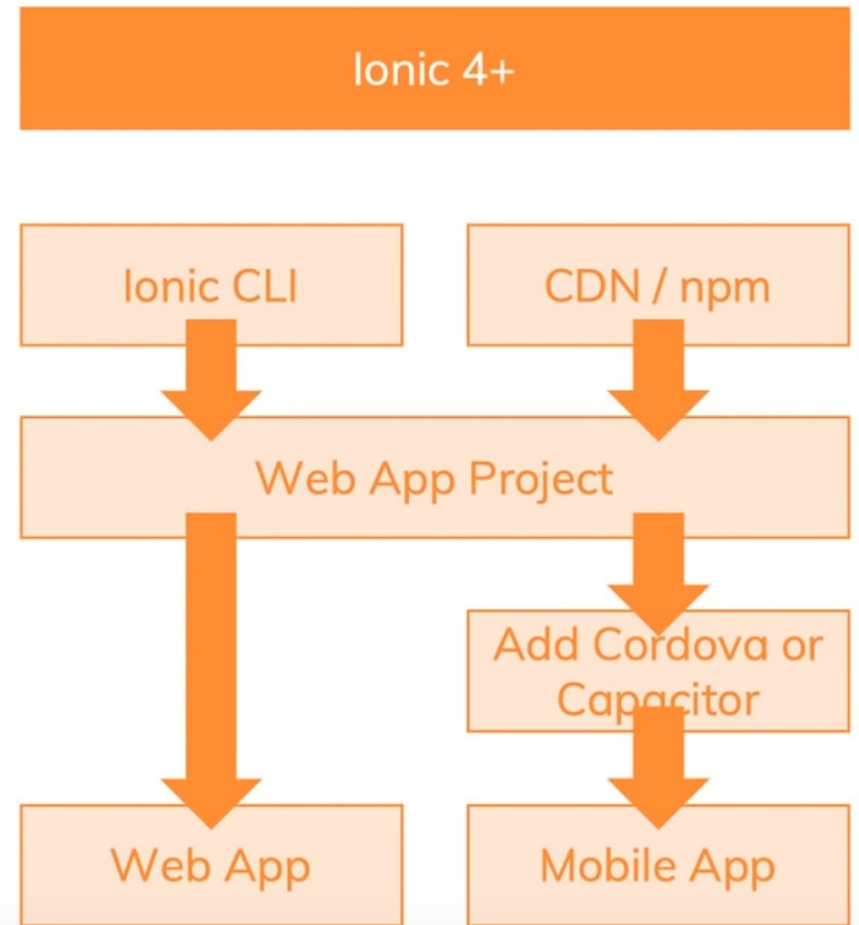 Ionic 4+
Ionic CLI
CDN / npm
Web App Project
Add Cordova or
Capacitor
Web App
Mobile App